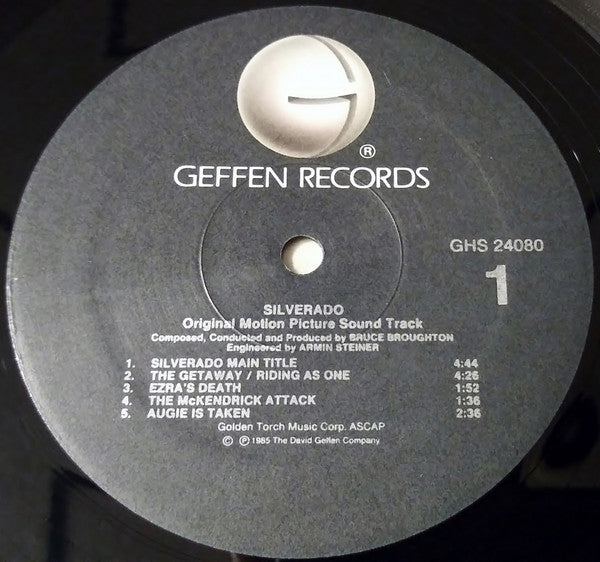 ®
GEFFEN RECORDS
GHS 24080
1
SILVERADO
Original Motion Picture Sound Track
Composed, Conducted and Produced by BRUCE BROUGHTON
Engineered by ARMIN STEINER
1. SILVERADO MAIN TITLE 4:44
2. THE GETAWAY / RIDING AS ONE 4:26
3. EZRA'S DEATH 1:52
4. THE McKENDRICK ATTACK 1:36
5. AUGIE IS TAKEN 2:36
Golden Torch Music Corp. ASCAP
© ℗ 1985 The David Geffen Company